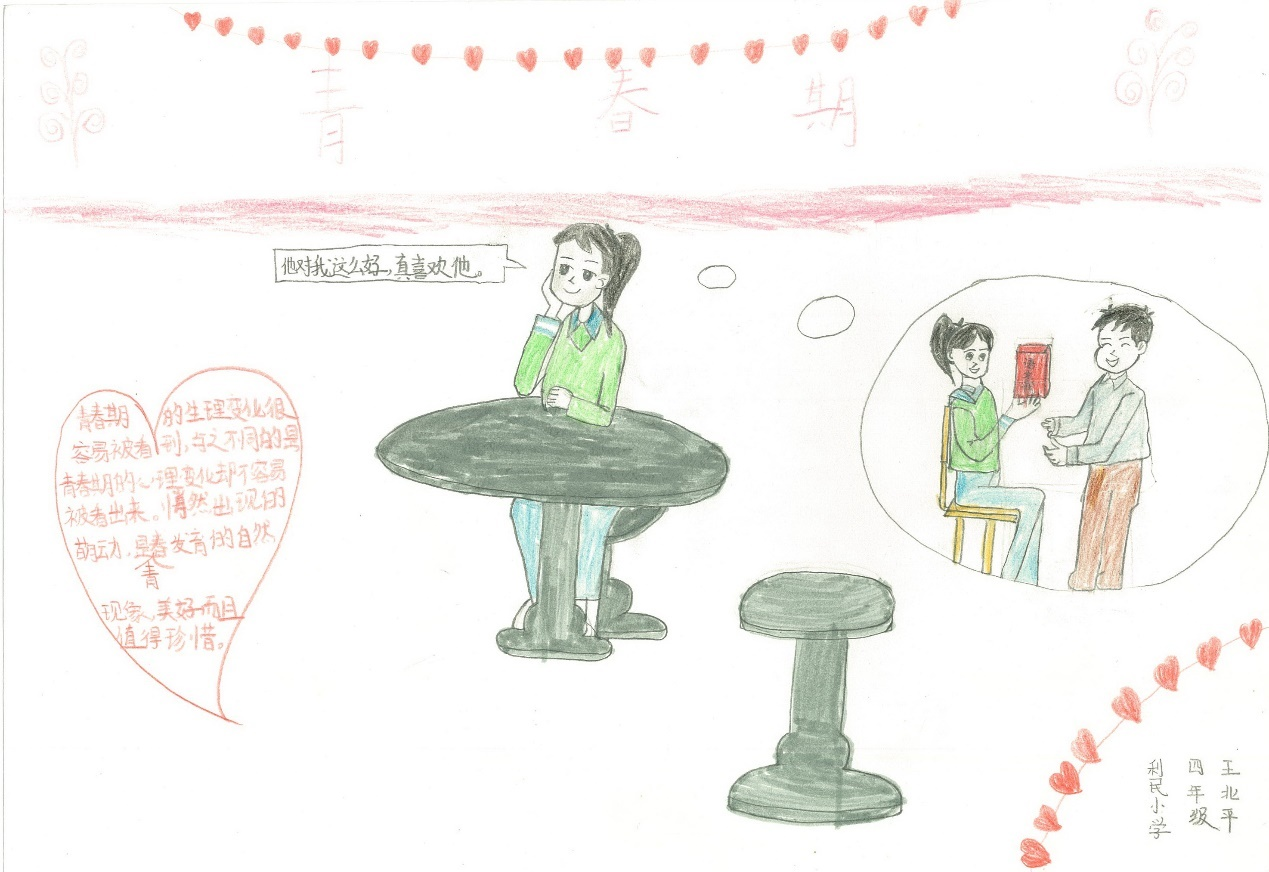 青春期
他对我这么好,真喜欢他。
青春期的生理变化很
容易被看到,与之不同的是
青春期的心理变化却不容易
被看出来。悄然出现的
萌动,是青春发育的自然
现象,美好而且
值得珍惜。
王北平
四年级
利民小学